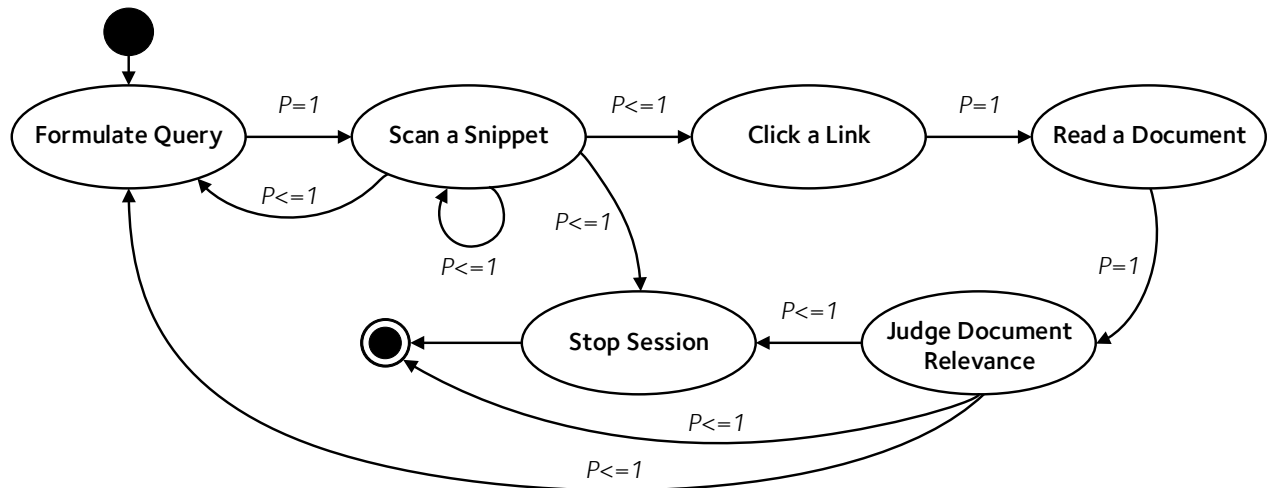 P=1
P<=1
P=1
Formulate Query
Scan a Snippet
Click a Link
Read a Document
P<=1
P<=1
P<=1
P=1
P<=1
Stop Session
Judge Document
Relevance
P<=1
P<=1